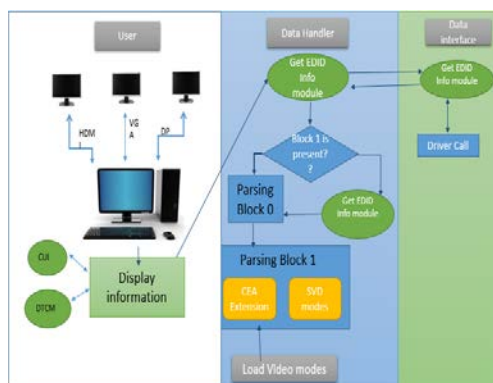 User
Data Handler
Data
interface
Get EDID
Info
module
Get EDID
Info module
HDM
I
VG
A
DP
Block 1 is
present?
?
Driver Call
Parsing
Block 0
Get EDID
Info module
CUI
Display
information
DTCM
Parsing Block 1
CEA
Extension
SVD
modes
Load Video modes